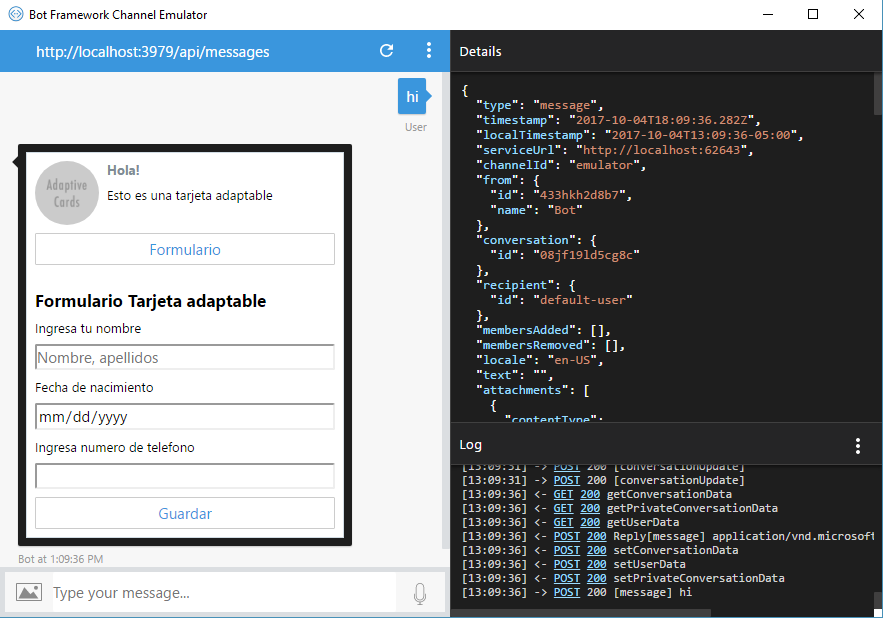 Bot Framework Channel Emulator
http://localhost:3979/api/messages
hi
User
Adaptive
Cards
Hola!
Esto es una tarjeta adaptable
Formulario
Formulario Tarjeta adaptable
Ingresa tu nombre
Nombre, apellidos
Fecha de nacimiento
mm/dd/yyyy
Ingresa numero de telefono
Guardar
Bot at 1:09:36 PM
Type your message...
Details
{
"type": "message",
"timestamp": "2017-10-04T18:09:36.282Z",
"localTimestamp": "2017-10-04T13:09:36-05:00",
"serviceUrl": "http://localhost:62643",
"channelId": "emulator",
"from": {
"id": "433hkh2d8b7",
"name": "Bot"
},
"conversation": {
"id": "08jf19ld5cg8c"
},
"recipient": {
"id": "default-user"
},
"membersAdded": [],
"membersRemoved": [],
"locale": "en-US",
"text": "",
"attachments": [
{
"contentType":
Log
[13:09:31] -> POST 200 [conversationUpdate]
[13:09:31] -> POST 200 [conversationUpdate]
[13:09:36] <- GET 200 getConversationData
[13:09:36] <- GET 200 getPrivateConversationData
[13:09:36] <- GET 200 getUserData
[13:09:36] <- POST 200 Reply[message] application/vnd.microsoft
[13:09:36] <- POST 200 setConversationData
[13:09:36] <- POST 200 setUserData
[13:09:36] <- POST 200 setPrivateConversationData
[13:09:36] -> POST 200 [message] hi